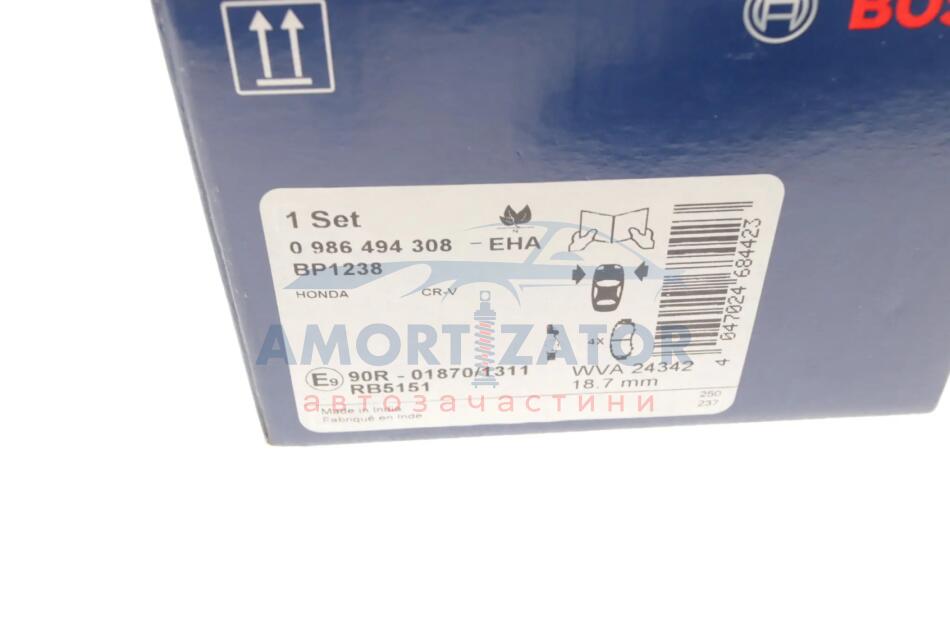 BOS
1 Set
0 986 494 308 - EHA
BP1238
HONDA CR-V
4X
E9 90R - 01870/1311
RB5151
WVA 24342
18.7 mm
Made in India
Fabriqué en Inde
250
237
4 047024 684423
AMORTIZATOR
автозапчастини